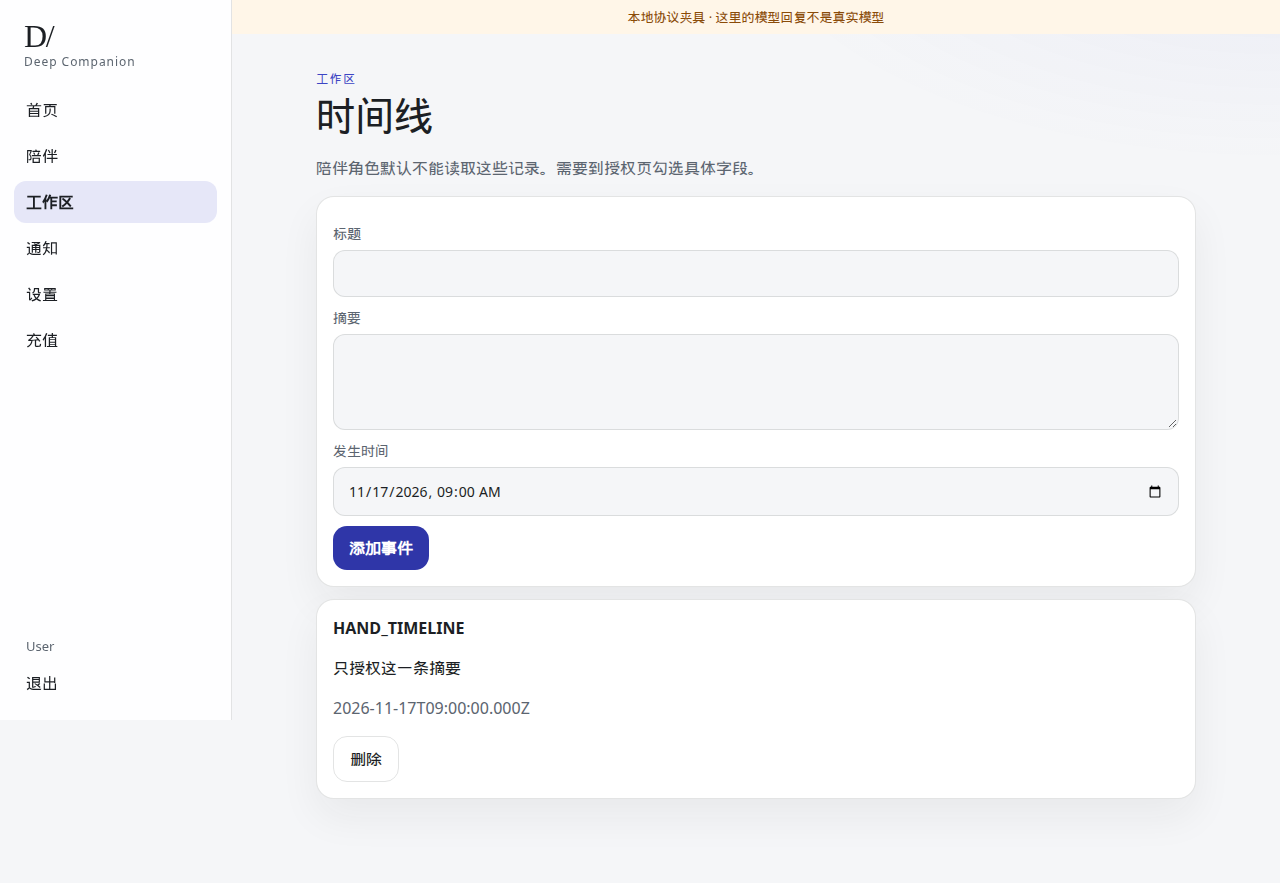 D/
Deep Companion
首页
陪伴
工作区
通知
设置
充值
User
退出
本地协议夹具 · 这里的模型回复不是真实模型
工作区
时间线
陪伴角色默认不能读取这些记录。需要到授权页勾选具体字段。
标题
摘要
发生时间
11/17/2026, 09:00 AM
添加事件
HAND_TIMELINE
只授权这一条摘要
2026-11-17T09:00:00.000Z
删除